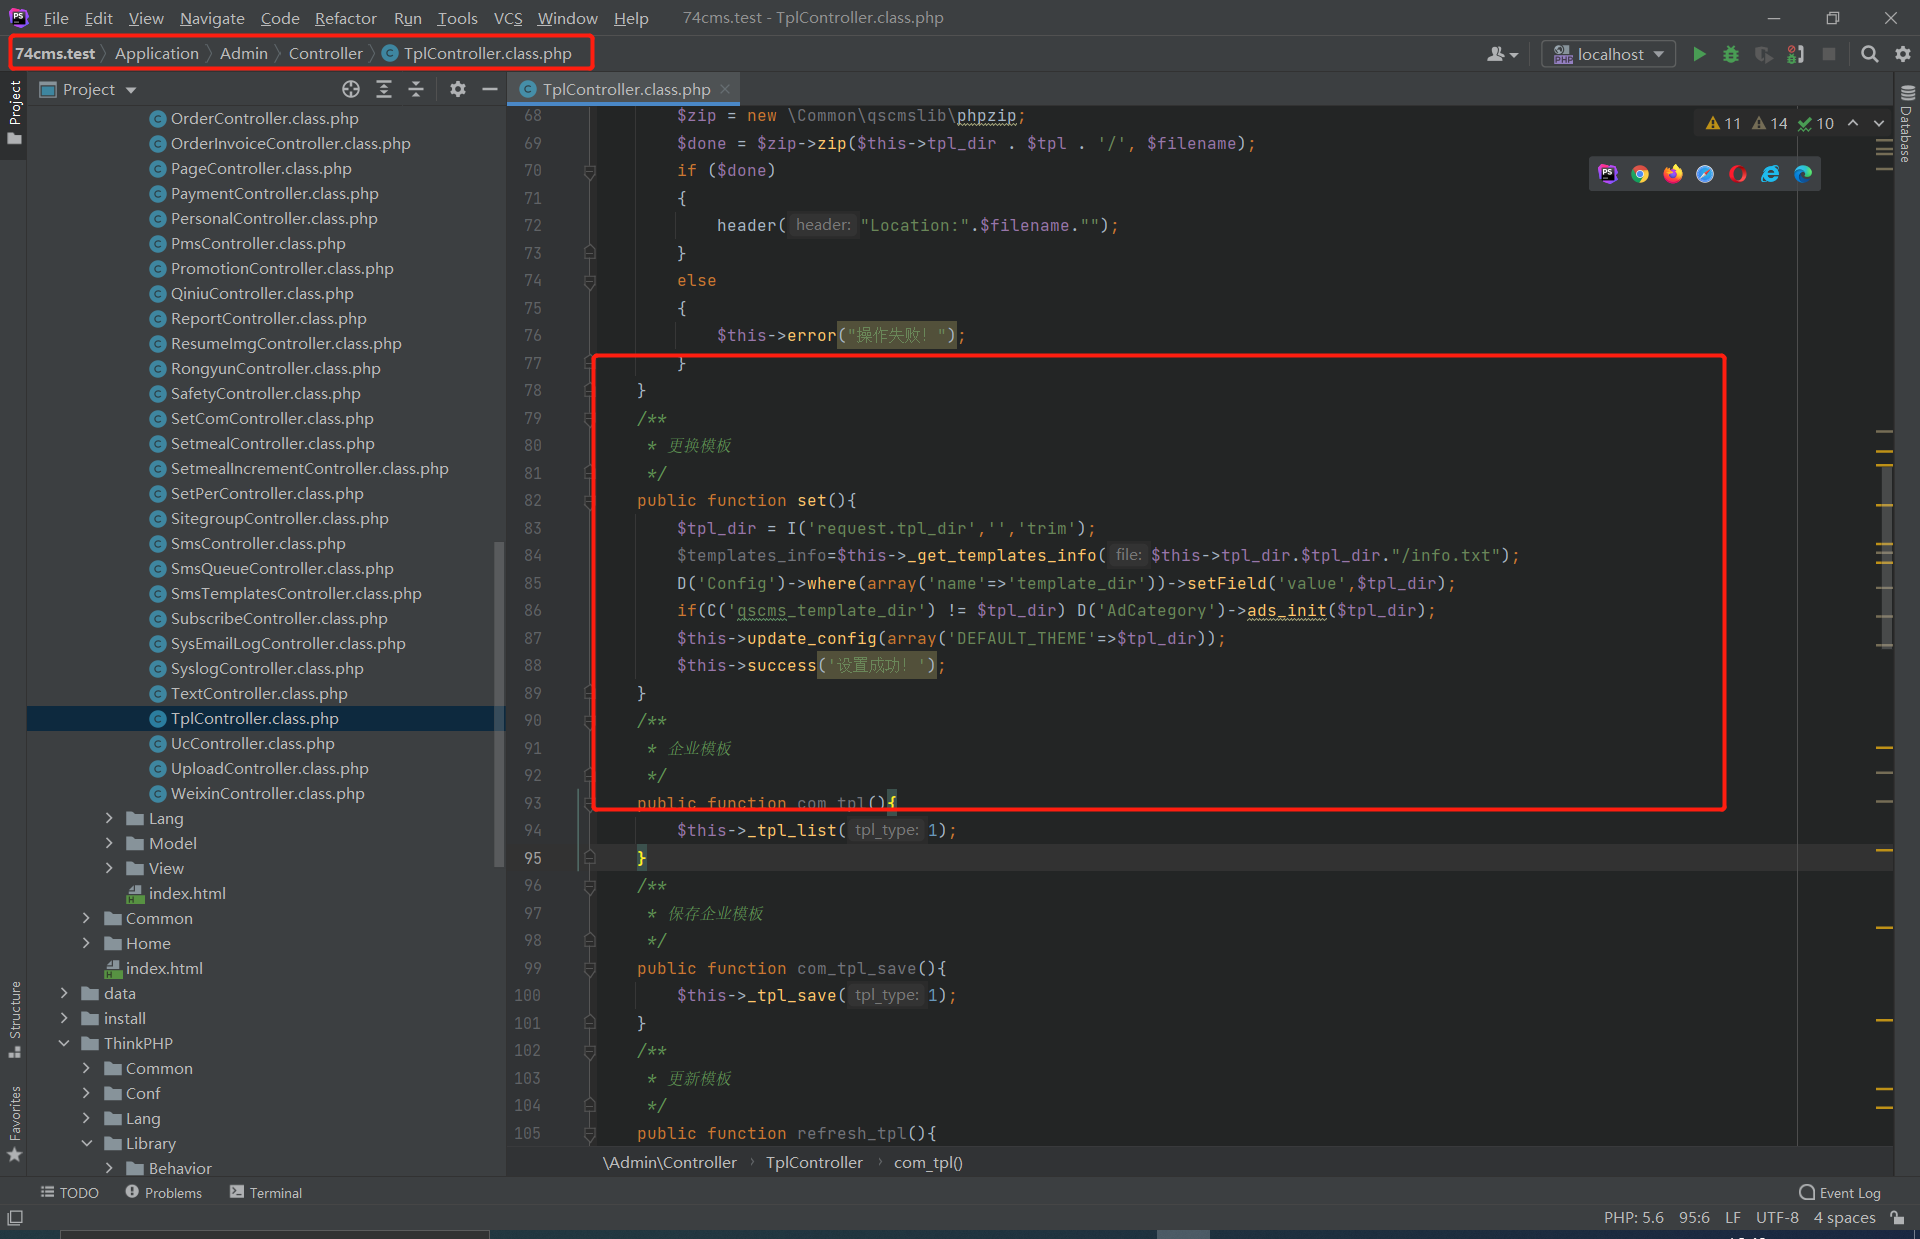 File Edit View Navigate Code Refactor Run Tools VCS Window Help 74cms.test - TplController.class.php
74cms.test Application Admin Controller TplController.class.php
localhost
Project
Project
OrderController.class.php
OrderInvoiceController.class.php
PageController.class.php
PaymentController.class.php
PersonalController.class.php
PmsController.class.php
PromotionController.class.php
QiniuController.class.php
ReportController.class.php
ResumeImgController.class.php
RongyunController.class.php
SafetyController.class.php
SetComController.class.php
SetmealController.class.php
SetmealIncrementController.class.php
SetPerController.class.php
SitegroupController.class.php
SmsController.class.php
SmsQueueController.class.php
SmsTemplatesController.class.php
SubscribeController.class.php
SysEmailLogController.class.php
SyslogController.class.php
TextController.class.php
TplController.class.php
UcController.class.php
UploadController.class.php
WeixinController.class.php
Lang
Model
View
index.html
Common
Home
index.html
data
install
ThinkPHP
Common
Conf
Lang
Library
Behavior
Structure
Favorites
TplController.class.php
11 14 10
Database
68 $zip = new \Common\qscmslib\phpzip;
69 $done = $zip->zip($this->tpl_dir . $tpl . '/', $filename);
70 if ($done)
71 {
72 header( header: "Location:".$filename."");
73 }
74 else
75 {
76 $this->error("操作失败！");
77 }
78 }
79 /**
80 * 更换模板
81 */
82 public function set(){
83 $tpl_dir = I('request.tpl_dir','','trim');
84 $templates_info=$this->_get_templates_info( file: $this->tpl_dir.$tpl_dir."/info.txt");
85 D('Config')->where(array('name'=>'template_dir'))->setField('value',$tpl_dir);
86 if(C('qscms_template_dir') != $tpl_dir) D('AdCategory')->ads_init($tpl_dir);
87 $this->update_config(array('DEFAULT_THEME'=>$tpl_dir));
88 $this->success('设置成功！');
89 }
90 /**
91 * 企业模板
92 */
93 public function com_tpl(){
94 $this->_tpl_list( tpl_type: 1);
95 }
96 /**
97 * 保存企业模板
98 */
99 public function com_tpl_save(){
100 $this->_tpl_save( tpl_type: 1);
101 }
102 /**
103 * 更新模板
104 */
105 public function refresh_tpl(){
\Admin\Controller TplController com_tpl()
TODO Problems Terminal Event Log
PHP: 5.6 95:6 LF UTF-8 4 spaces